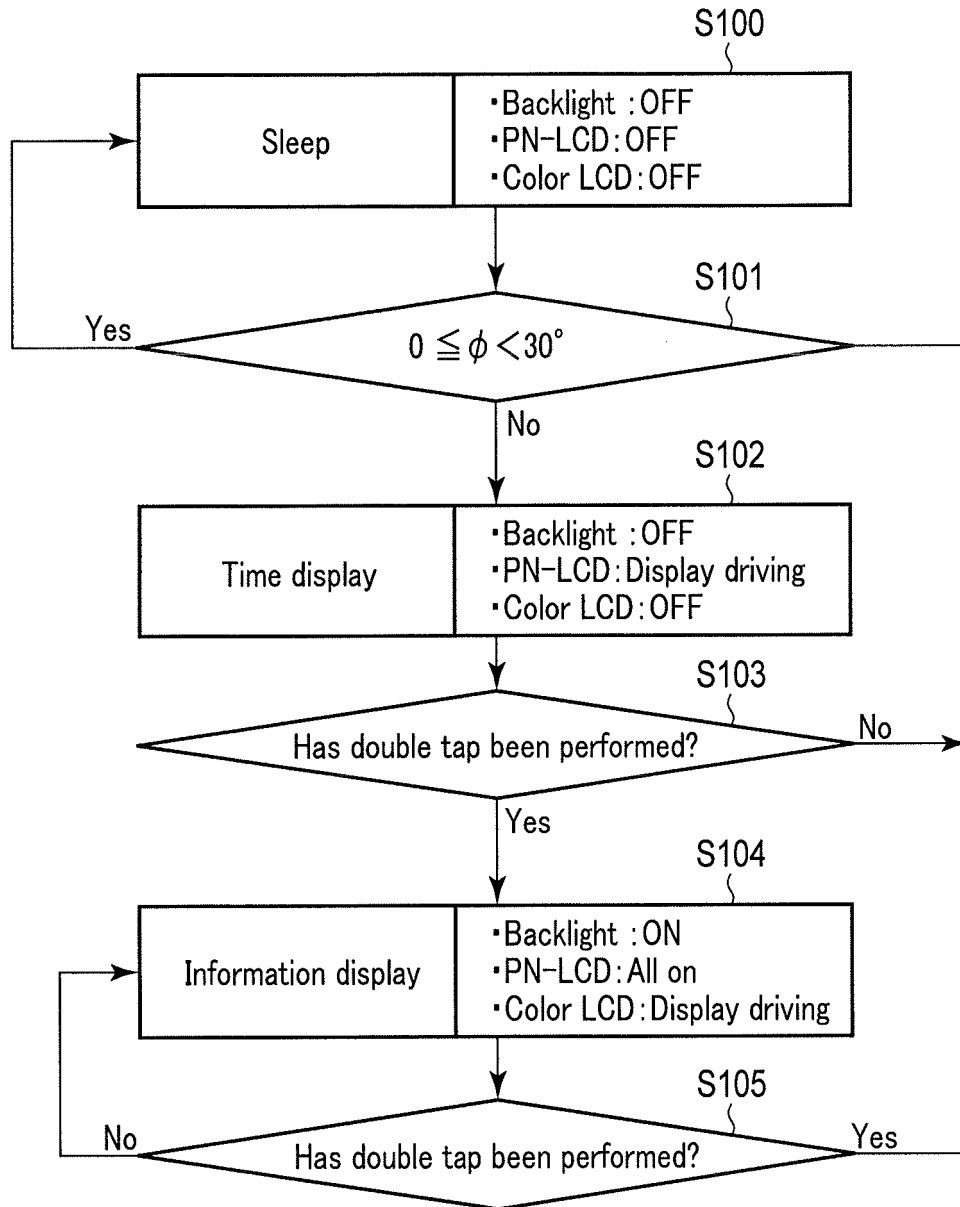 S100
Sleep
・Backlight :OFF
・PN-LCD:OFF
・Color LCD:OFF
S101
Yes
0 ≦ ϕ < 30°
No
S102
Time display
・Backlight :OFF
・PN-LCD:Display driving
・Color LCD:OFF
S103
Has double tap been performed?
No
Yes
S104
Information display
・Backlight :ON
・PN-LCD:All on
・Color LCD:Display driving
S105
No
Has double tap been performed?
Yes